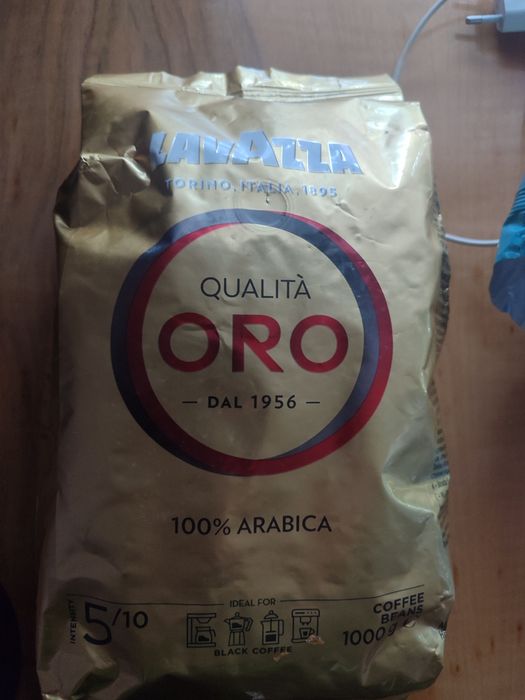 LAVAZZA
TORINO, ITALIA, 1895
QUALITÀ
ORO
— DAL 1956 —
100% ARABICA
INTENSITY
5/10
IDEAL FOR
BLACK COFFEE
COFFEE
BEANS
1000 g e